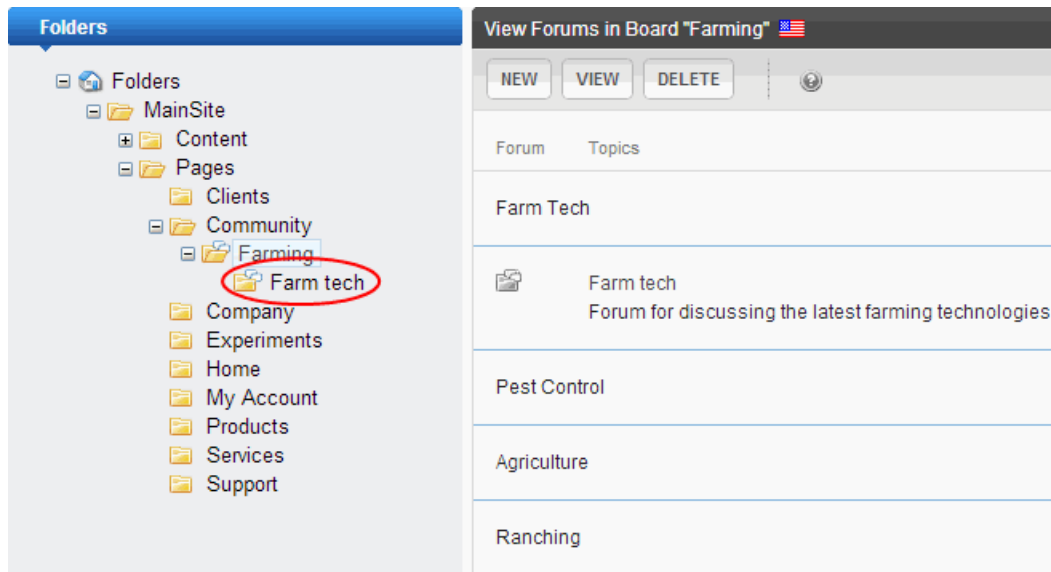 Folders
Folders
MainSite
Content
Pages
Clients
Community
Farming
Farm tech
Company
Experiments
Home
My Account
Products
Services
Support
View Forums in Board "Farming"
NEW VIEW DELETE
Forum Topics
Farm Tech
Farm tech
Forum for discussing the latest farming technologies
Pest Control
Agriculture
Ranching